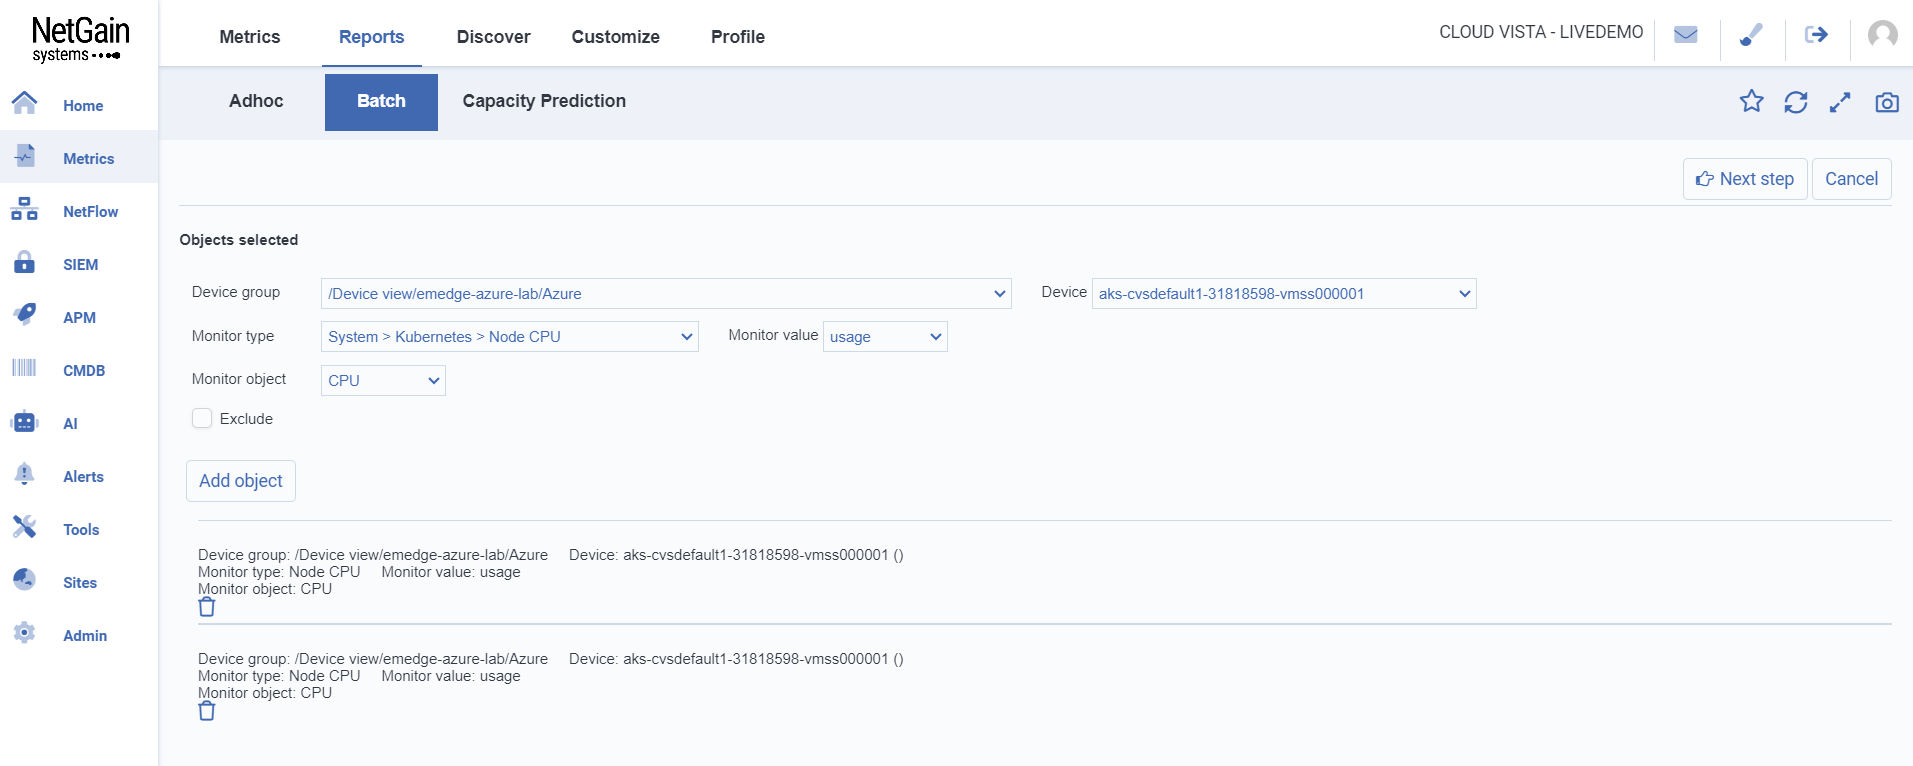 NetGain
systems
Metrics
Reports
Discover
Customize
Profile
CLOUD VISTA - LIVEDEMO
Adhoc
Batch
Capacity Prediction
Home
Metrics
NetFlow
SIEM
APM
CMDB
AI
Alerts
Tools
Sites
Admin
Next step
Cancel
Objects selected
Device group
/Device view/emedge-azure-lab/Azure
Device
aks-cvsdefault1-31818598-vmss000001
Monitor type
System > Kubernetes > Node CPU
Monitor value
usage
Monitor object
CPU
Exclude
Add object
Device group: /Device view/emedge-azure-lab/Azure Device: aks-cvsdefault1-31818598-vmss000001 ()
Monitor type: Node CPU Monitor value: usage
Monitor object: CPU
Device group: /Device view/emedge-azure-lab/Azure Device: aks-cvsdefault1-31818598-vmss000001 ()
Monitor type: Node CPU Monitor value: usage
Monitor object: CPU